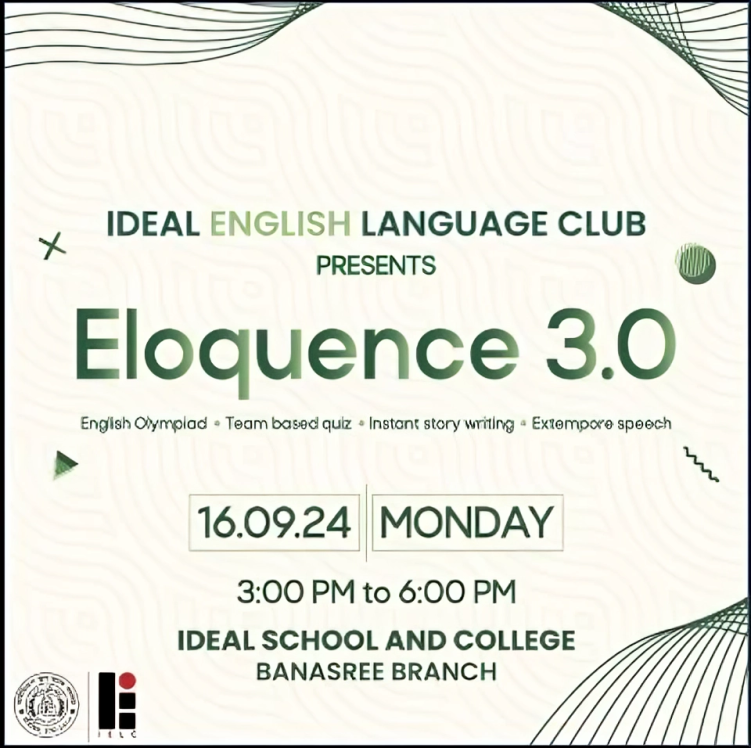 IDEAL ENGLISH LANGUAGE CLUB
PRESENTS
Eloquence 3.0
English Olympiad • Team based quiz • Instant story writing • Extempore speech
16.09.24 MONDAY
3:00 PM to 6:00 PM
IDEAL SCHOOL AND COLLEGE
BANASREE BRANCH
IELC